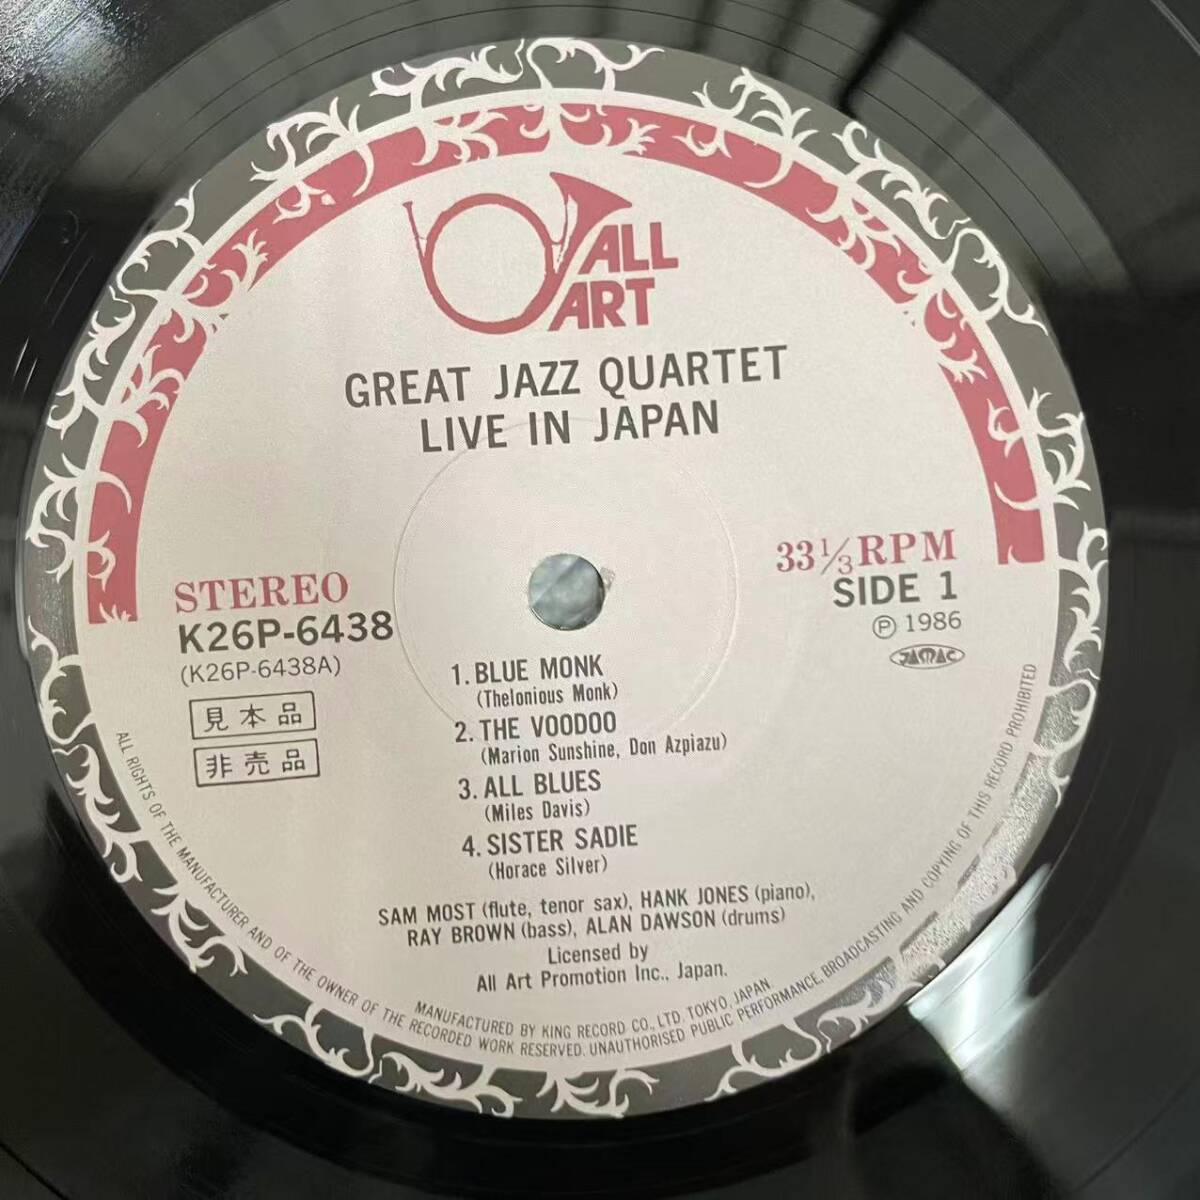 ALL
ART
GREAT JAZZ QUARTET
LIVE IN JAPAN
STEREO
K26P-6438
(K26P-6438A)
見本品
非売品
33 1/3 RPM
SIDE 1
Ⓟ 1986
JASRAC
1. BLUE MONK
(Thelonious Monk)
2. THE VOODOO
(Marion Sunshine, Don Azpiazu)
3. ALL BLUES
(Miles Davis)
4. SISTER SADIE
(Horace Silver)
SAM MOST (flute, tenor sax), HANK JONES (piano),
RAY BROWN (bass), ALAN DAWSON (drums)
Licensed by
All Art Promotion Inc., Japan.
MANUFACTURED BY KING RECORD CO., LTD. TOKYO, JAPAN.
ALL RIGHTS OF THE MANUFACTURER AND OF THE OWNER OF THE RECORDED WORK RESERVED. UNAUTHORISED PUBLIC PERFORMANCE, BROADCASTING AND COPYING OF THIS RECORD PROHIBITED